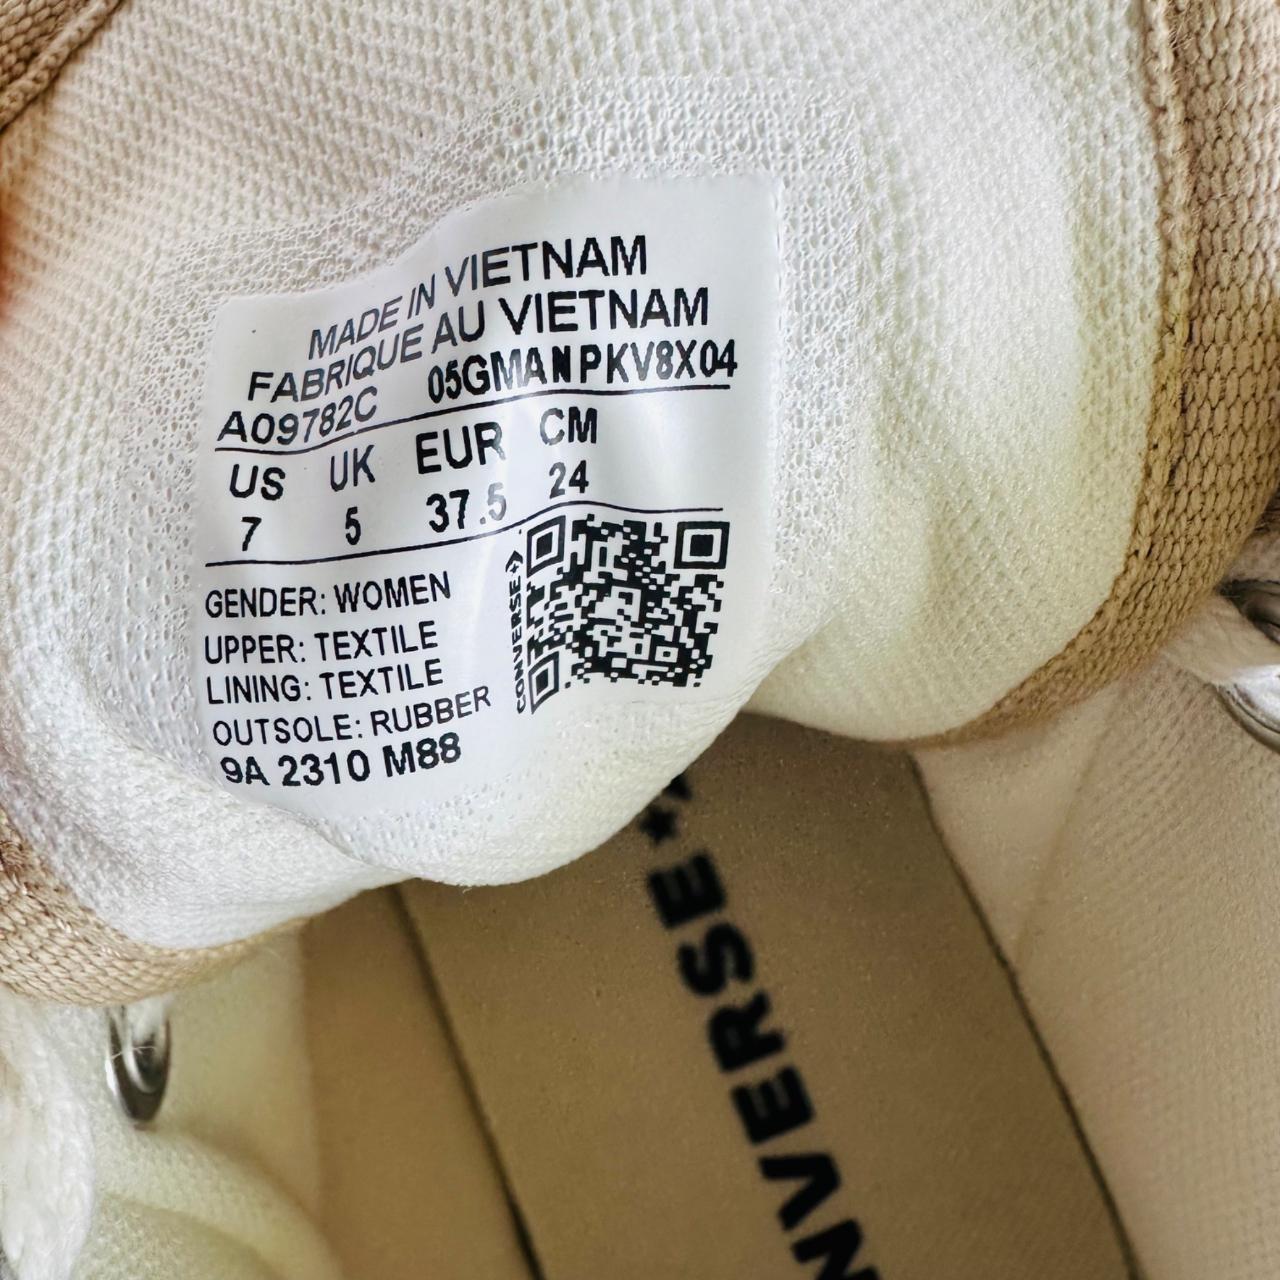 MADE IN VIETNAM
FABRIQUE AU VIETNAM
A09782C 05GMANPKV8X04
US UK EUR CM
7 5 37.5 24
GENDER: WOMEN
UPPER: TEXTILE
LINING: TEXTILE
OUTSOLE: RUBBER
9A 2310 M88
CONVERSE
NVERSE